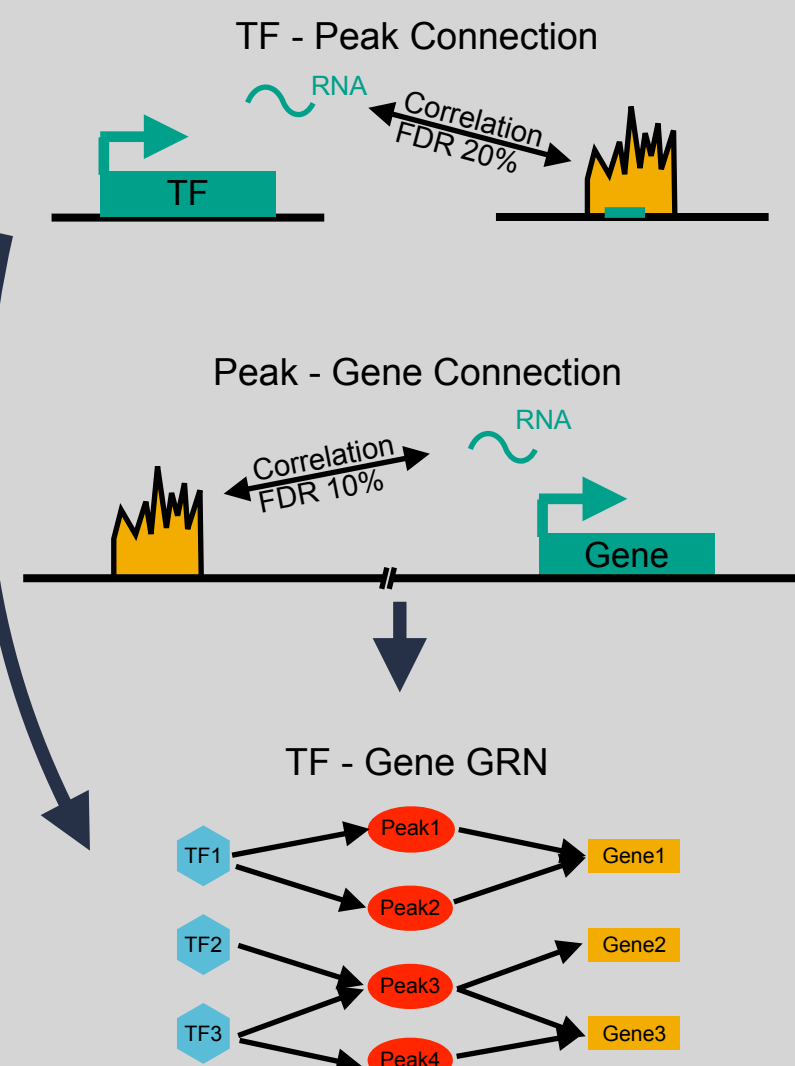 TF - Peak Connection
RNA
Correlation
FDR 20%
TF
Peak - Gene Connection
RNA
Correlation
FDR 10%
Gene
TF - Gene GRN
Peak1
TF1
Gene1
Peak2
TF2
Gene2
Peak3
TF3
Gene3
Peak4